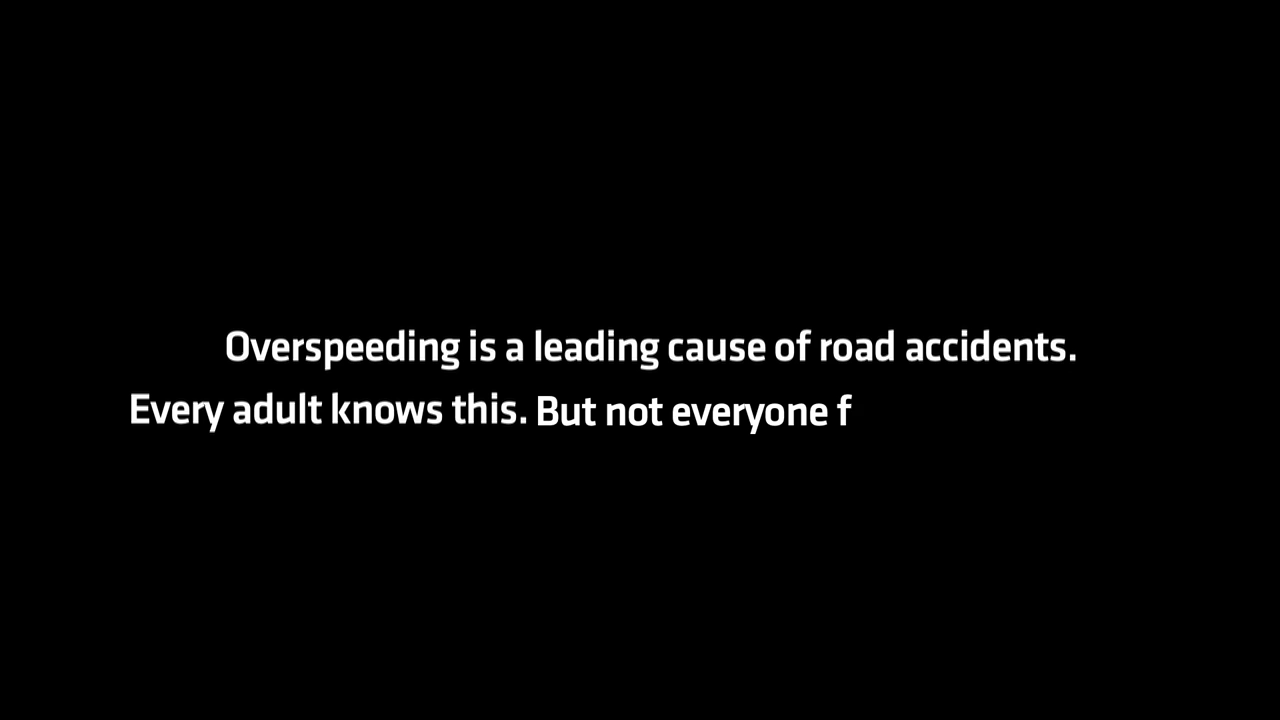 Overspeeding is a leading cause of road accidents.
Every adult knows this. But not everyone f